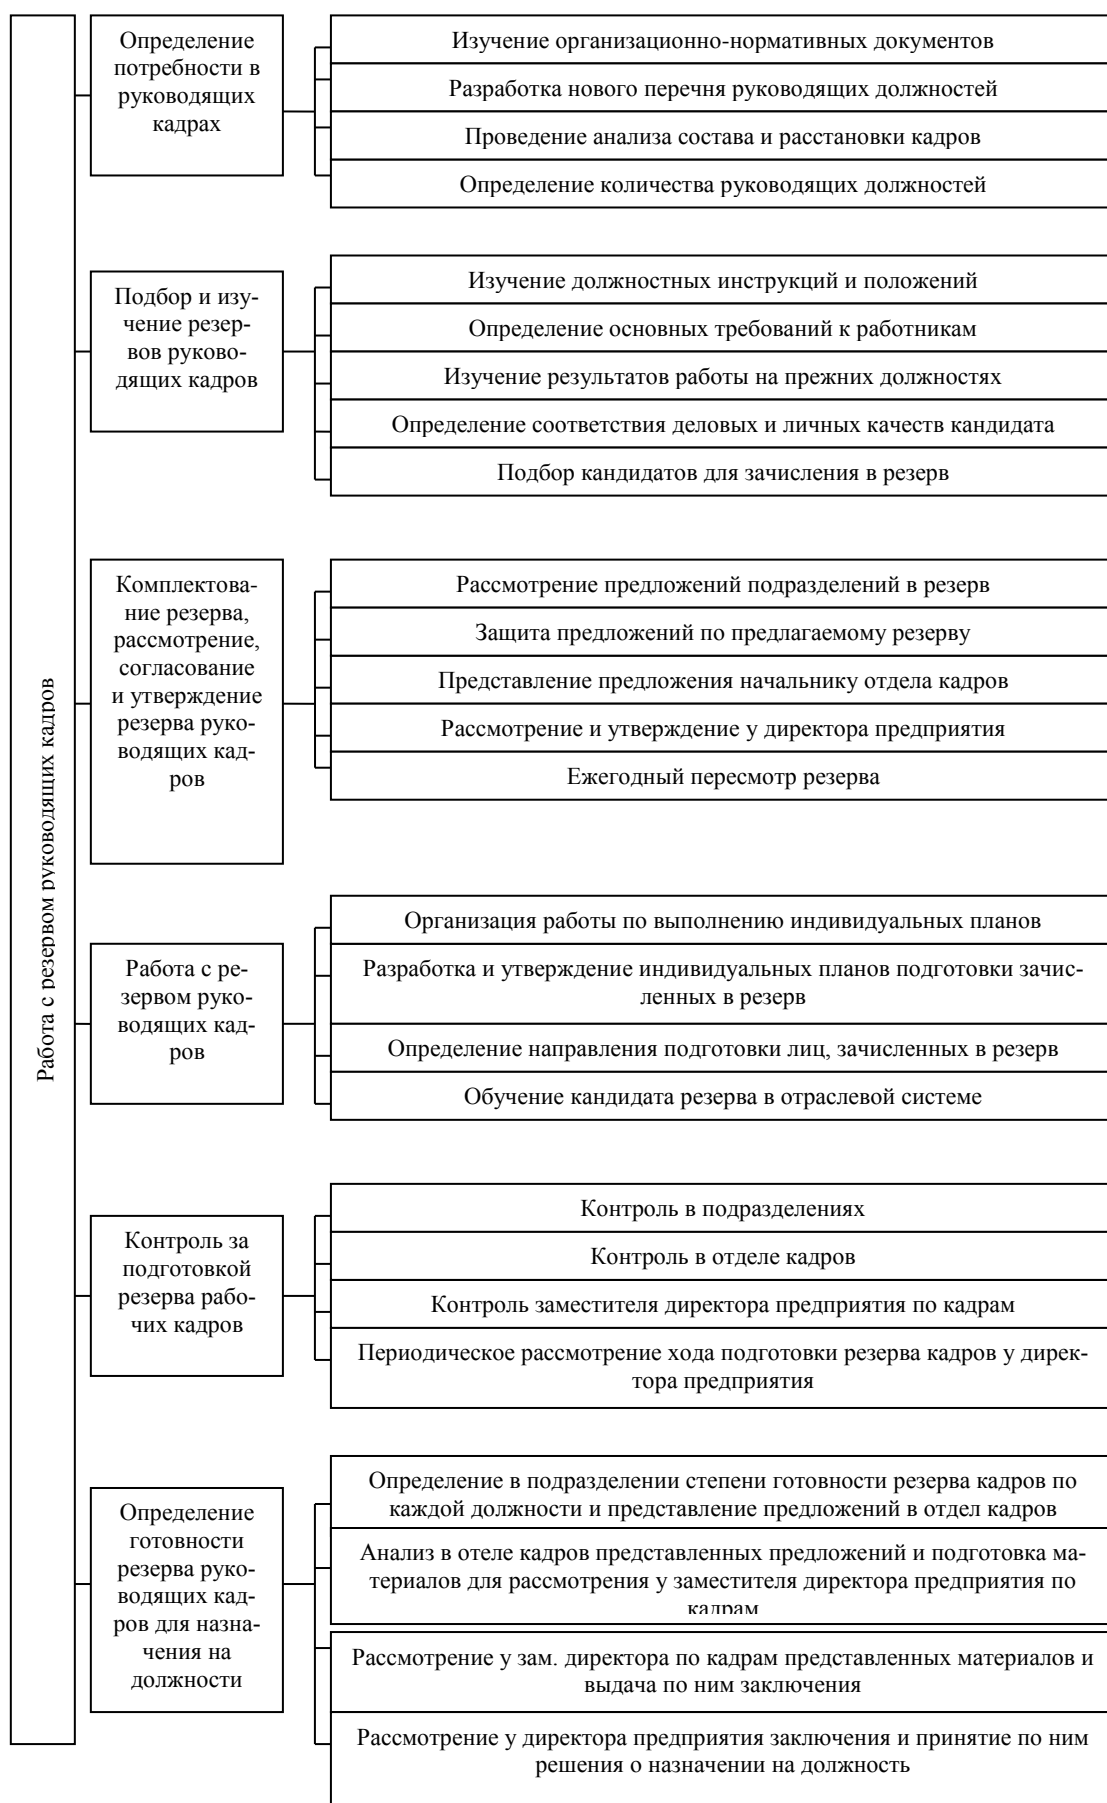 Работа с резервом руководящих кадров
Определение
потребности в
руководящих
кадрах
Изучение организационно-нормативных документов
Разработка нового перечня руководящих должностей
Проведение анализа состава и расстановки кадров
Определение количества руководящих должностей
Подбор и изу-
чение резер-
вов руково-
дящих кадров
Изучение должностных инструкций и положений
Определение основных требований к работникам
Изучение результатов работы на прежних должностях
Определение соответствия деловых и личных качеств кандидата
Подбор кандидатов для зачисления в резерв
Комплектова-
ние резерва,
рассмотрение,
согласование
и утверждение
резерва руко-
водящих кад-
ров
Рассмотрение предложений подразделений в резерв
Защита предложений по предлагаемому резерву
Представление предложения начальнику отдела кадров
Рассмотрение и утверждение у директора предприятия
Ежегодный пересмотр резерва
Работа с ре-
зервом руко-
водящих кад-
ров
Организация работы по выполнению индивидуальных планов
Разработка и утверждение индивидуальных планов подготовки зачис-
ленных в резерв
Определение направления подготовки лиц, зачисленных в резерв
Обучение кандидата резерва в отраслевой системе
Контроль за
подготовкой
резерва рабо-
чих кадров
Контроль в подразделениях
Контроль в отделе кадров
Контроль заместителя директора предприятия по кадрам
Периодическое рассмотрение хода подготовки резерва кадров у дирек-
тора предприятия
Определение
готовности
резерва руко-
водящих кад-
ров для назна-
чения на
должности
Определение в подразделении степени готовности резерва кадров по
каждой должности и представление предложений в отдел кадров
Анализ в отеле кадров представленных предложений и подготовка ма-
териалов для рассмотрения у заместителя директора предприятия по
кадрам
Рассмотрение у зам. директора по кадрам представленных материалов и
выдача по ним заключения
Рассмотрение у директора предприятия заключения и принятие по ним
решения о назначении на должность